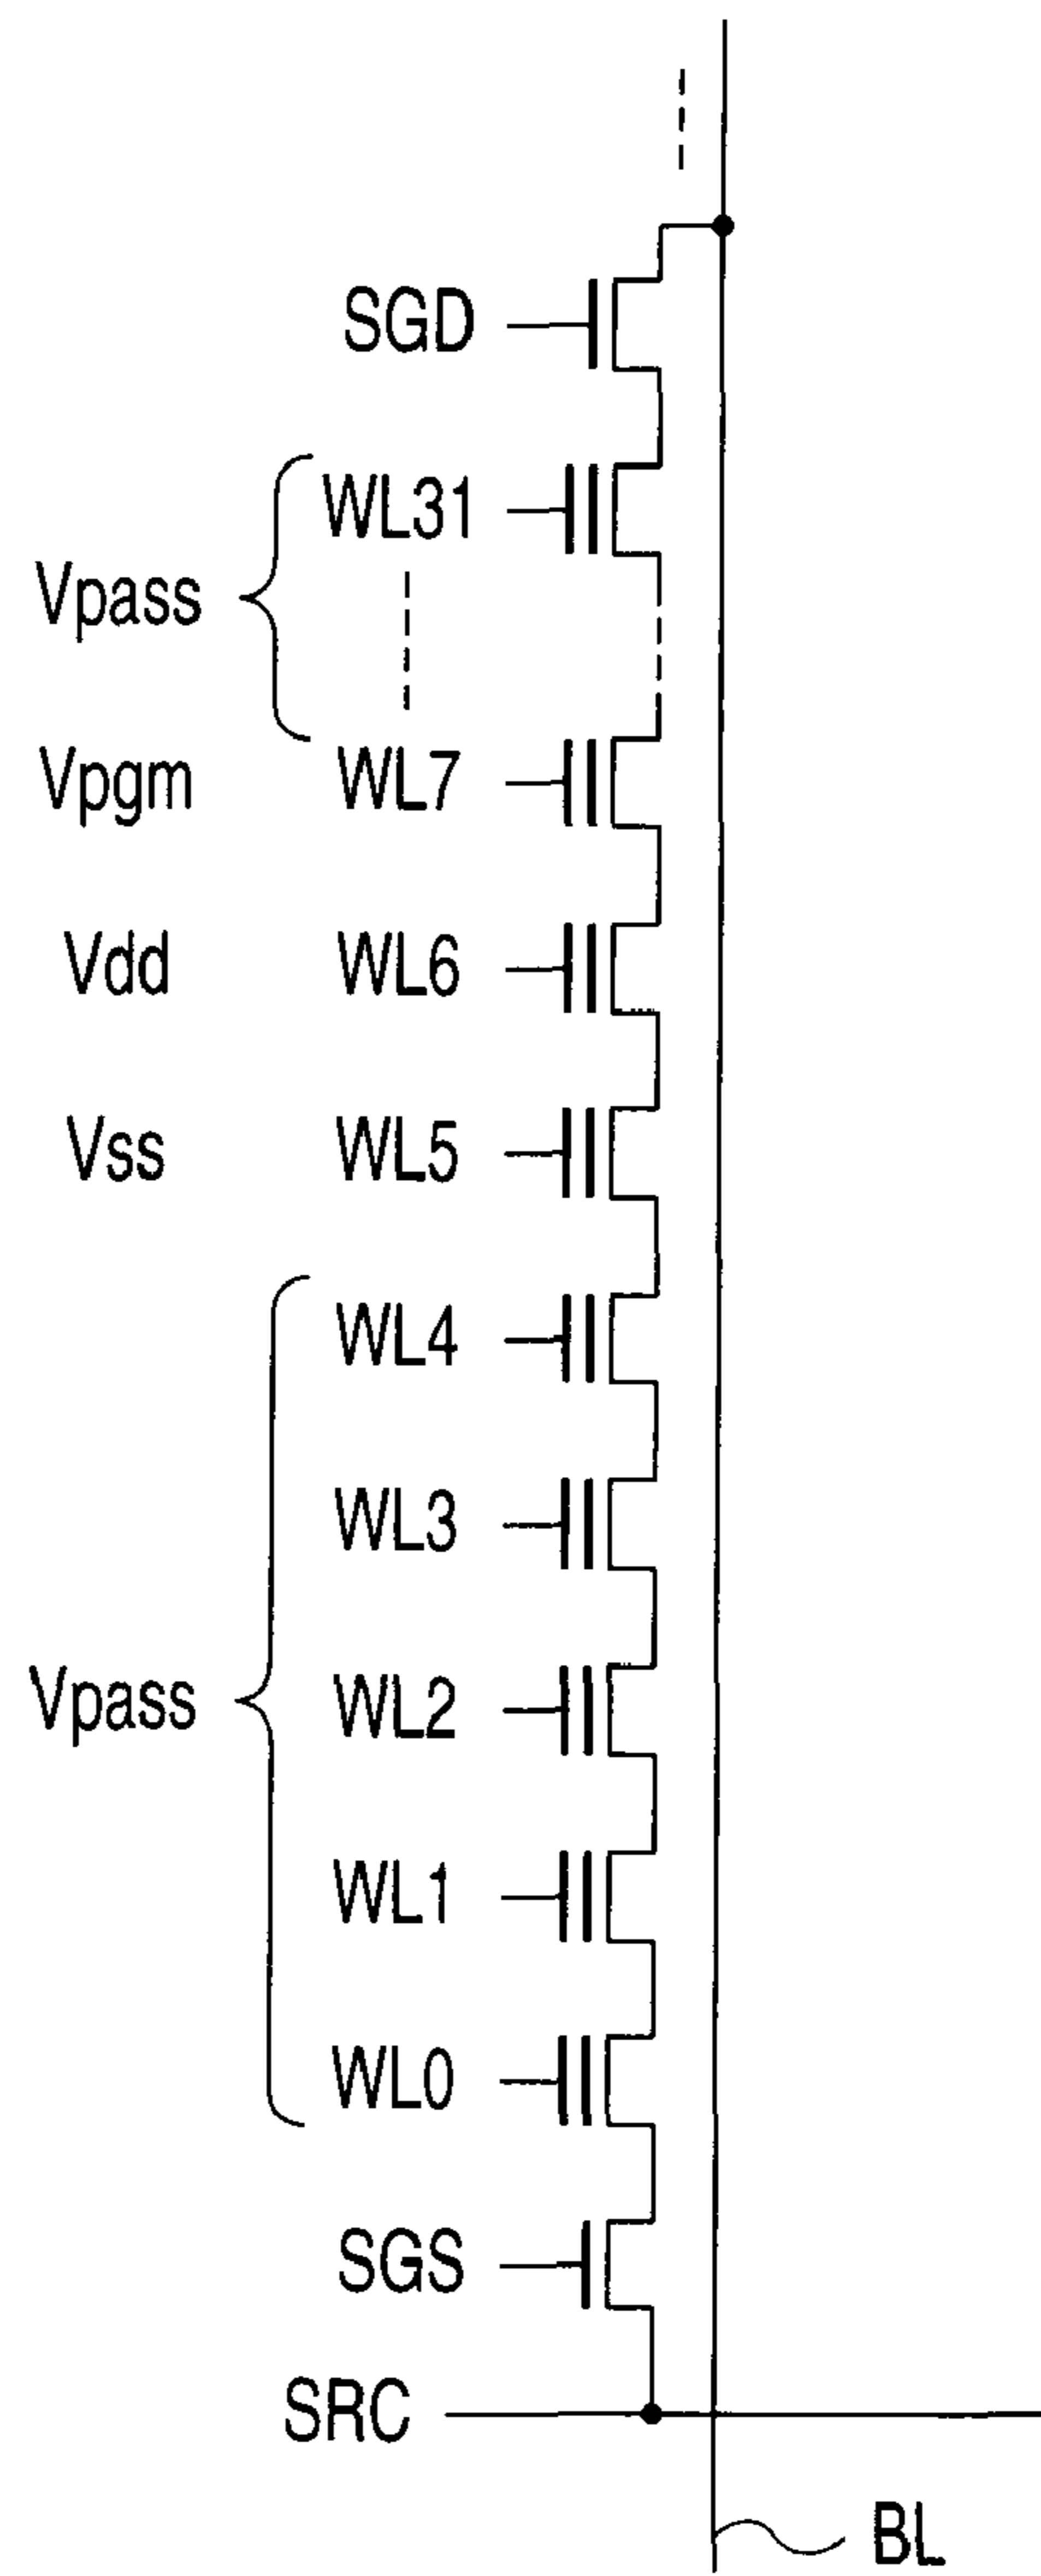 SGD
WL31
Vpass
Vpgm WL7
Vdd WL6
Vss WL5
WL4
WL3
Vpass WL2
WL1
WL0
SGS
SRC
BL